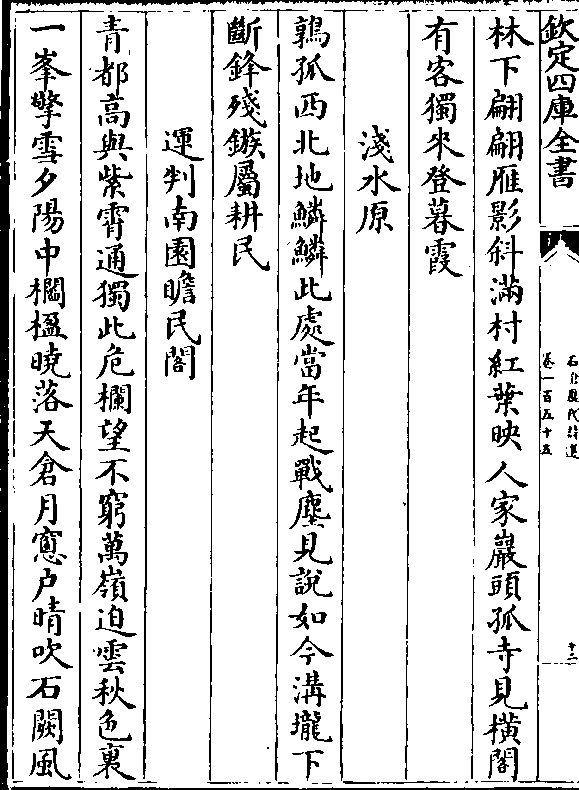 欽定四庫全書
石倉歷代詩選
卷一百五十五
十二
林下翩翩雁影斜滿村紅葉映人家巖頭孤寺見橫閣
有客獨來登暮霞
淺水原
鶉孤西北地鱗鱗此處當年起戰塵見說如今溝壠下
斷鋒殘鏃屬耕民
運判南園瞻民閣
青都高與紫霄通獨此危欄望不窮萬嶺迫雲秋色裏
一峯擎雪夕陽中欄楹曉落天倉月窻户晴吹石闕風